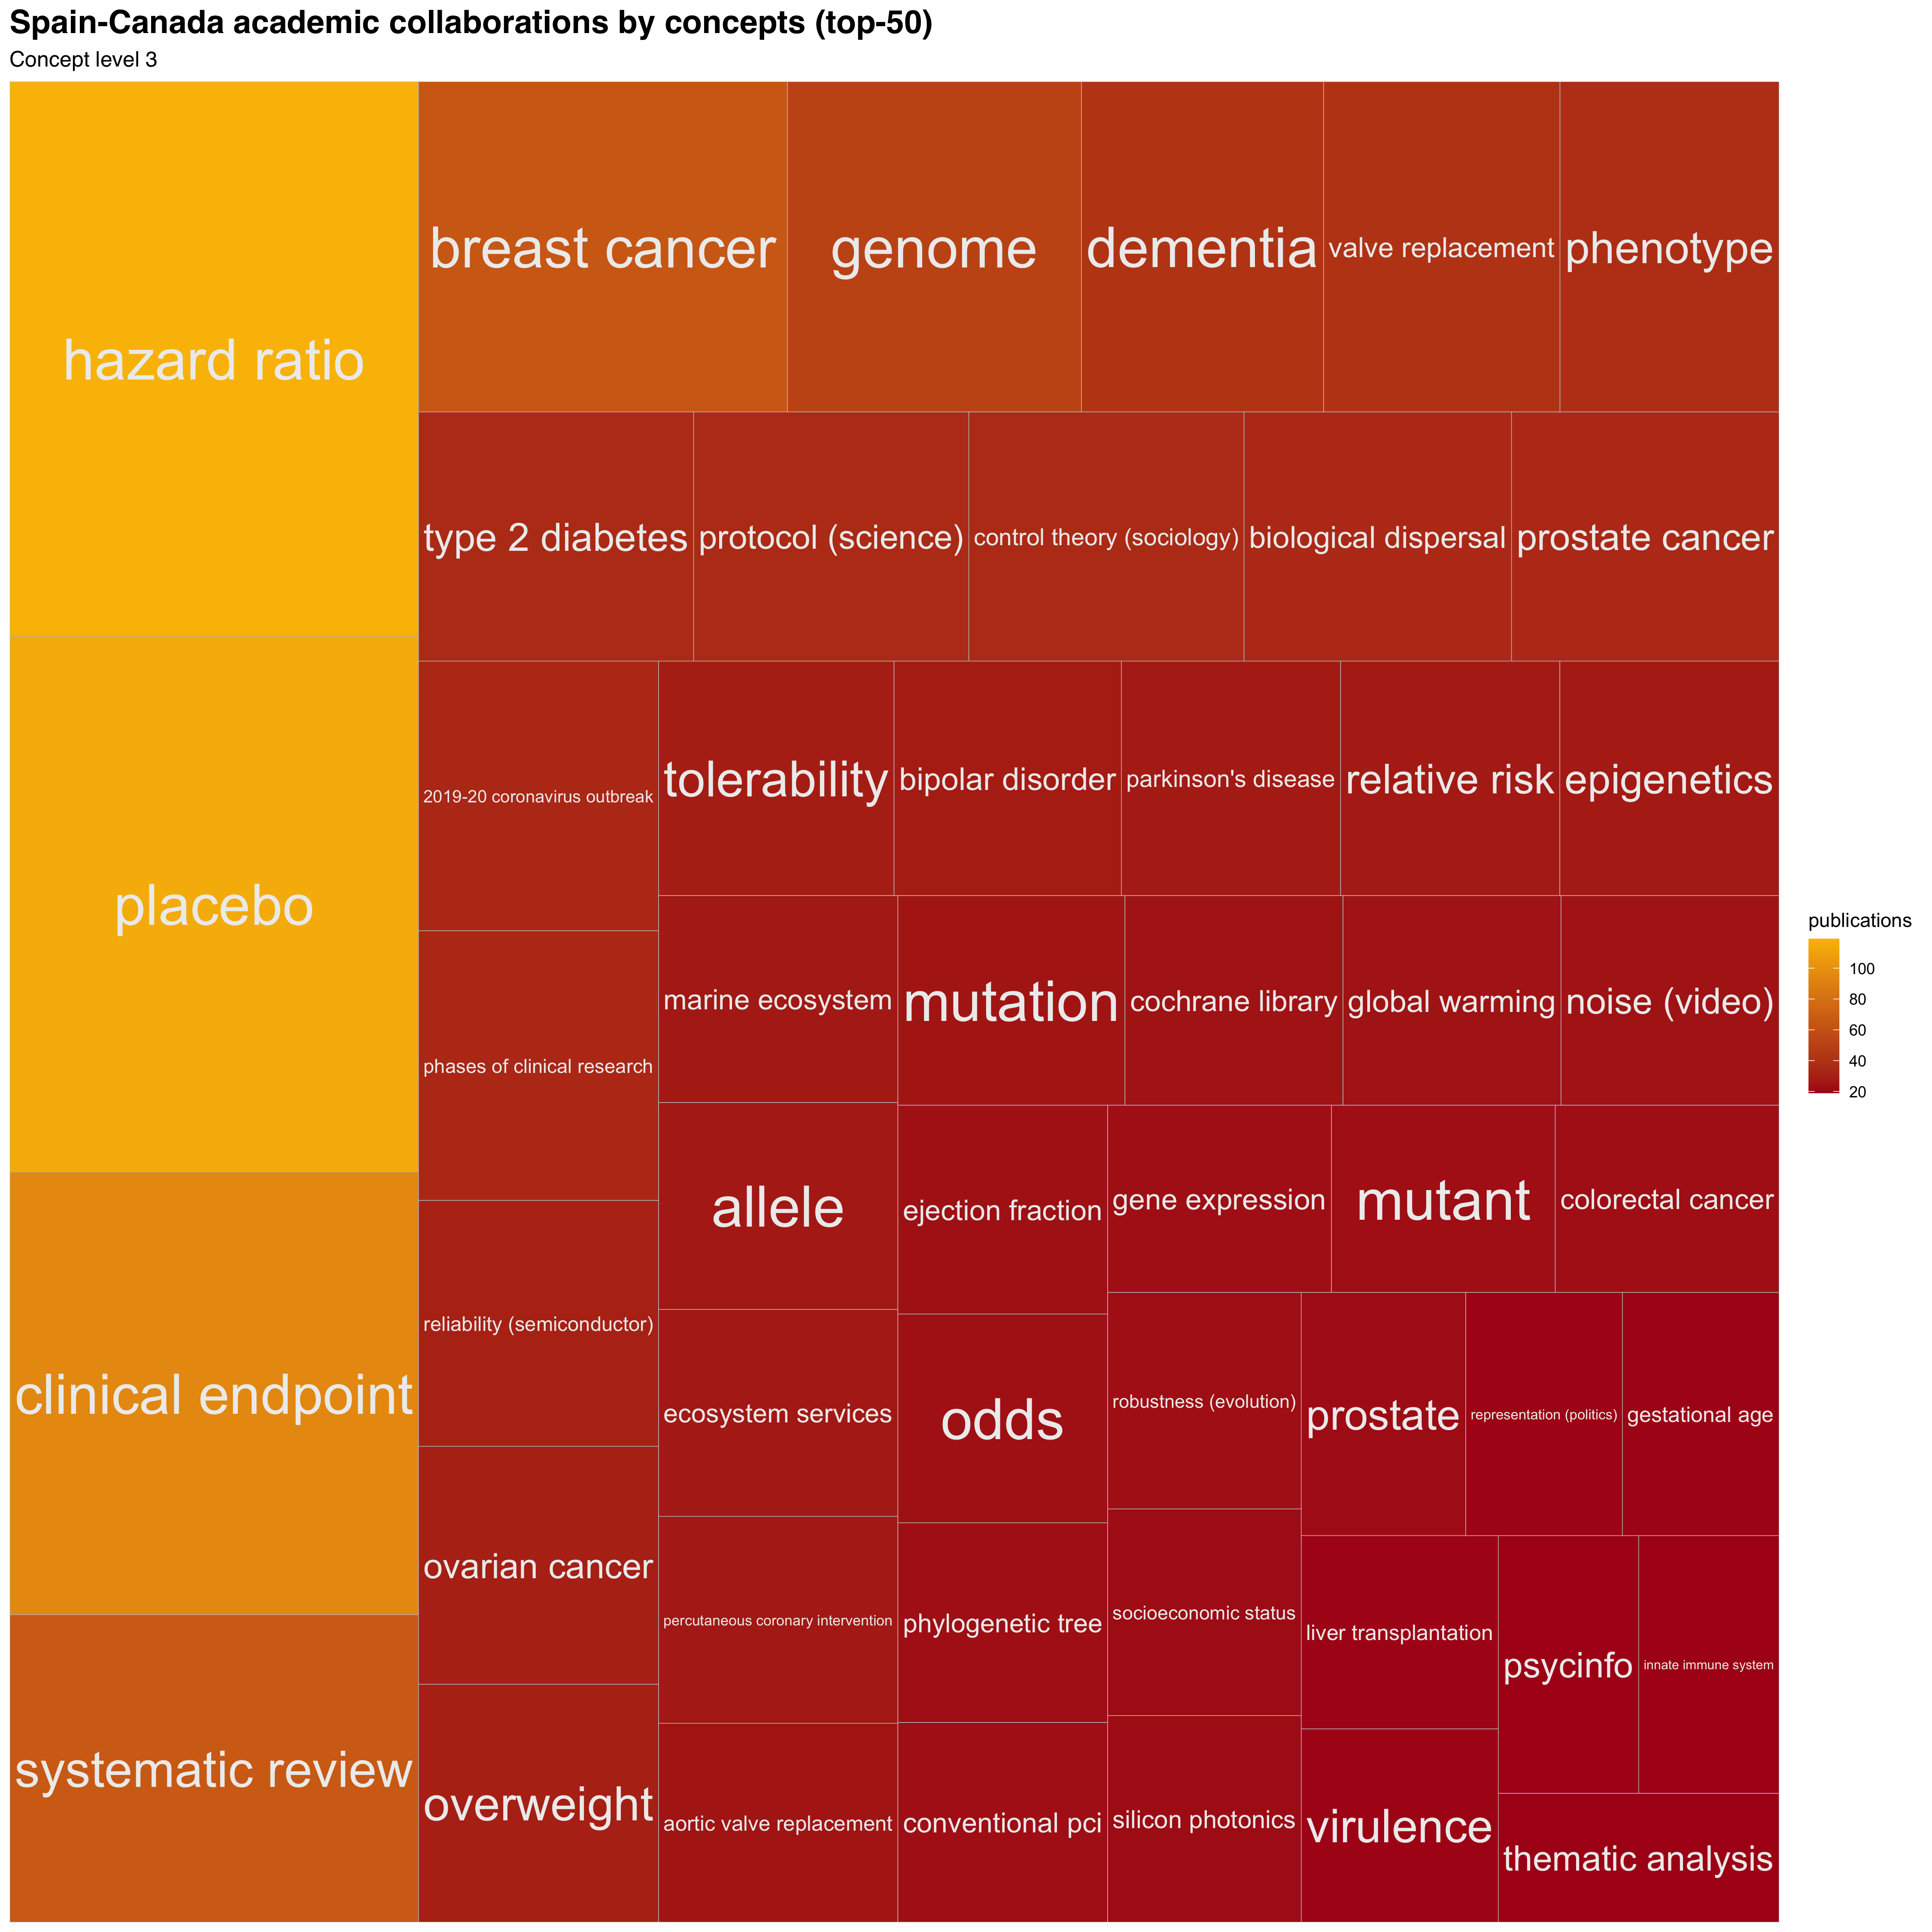 Spain-Canada academic collaborations by concepts (top-50)
Concept level 3
hazard ratio
placebo
clinical endpoint
systematic review
breast cancer
genome
dementia
valve replacement
phenotype
type 2 diabetes
protocol (science)
control theory (sociology)
biological dispersal
prostate cancer
2019-20 coronavirus outbreak
phases of clinical research
reliability (semiconductor)
ovarian cancer
overweight
tolerability
bipolar disorder
parkinson's disease
relative risk
epigenetics
marine ecosystem
allele
ecosystem services
percutaneous coronary intervention
aortic valve replacement
mutation
cochrane library
global warming
noise (video)
ejection fraction
odds
phylogenetic tree
conventional pci
gene expression
mutant
colorectal cancer
robustness (evolution)
socioeconomic status
silicon photonics
prostate
representation (politics)
gestational age
liver transplantation
virulence
psycinfo
innate immune system
thematic analysis
publications
100
80
60
40
20